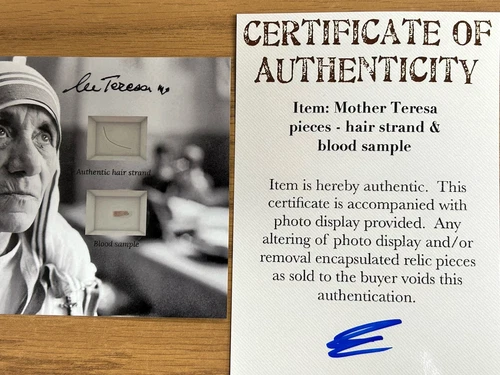 Teresa
Authentic hair strand
Blood sample
CERTIFICATE OF
AUTHENTICITY
Item: Mother Teresa
pieces - hair strand &
blood sample
Item is hereby authentic. This
certificate is accompanied with
photo display provided. Any
altering of photo display and/or
removal encapsulated relic pieces
as sold to the buyer voids this
authentication.